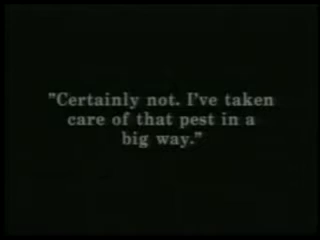 "Certainly not. I've taken
care of that pest in a
big way."